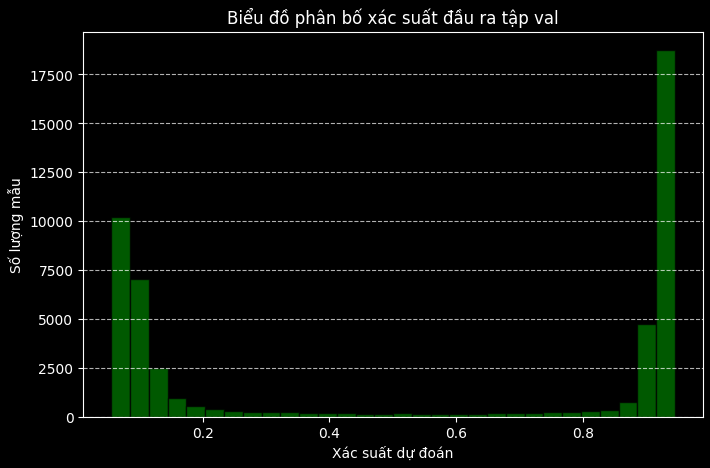 Biểu đồ phân bố xác suất đầu ra tập val
17500
15000
12500
10000
7500
5000
2500
0
Số lượng mẫu
0.2 0.4 0.6 0.8
Xác suất dự đoán